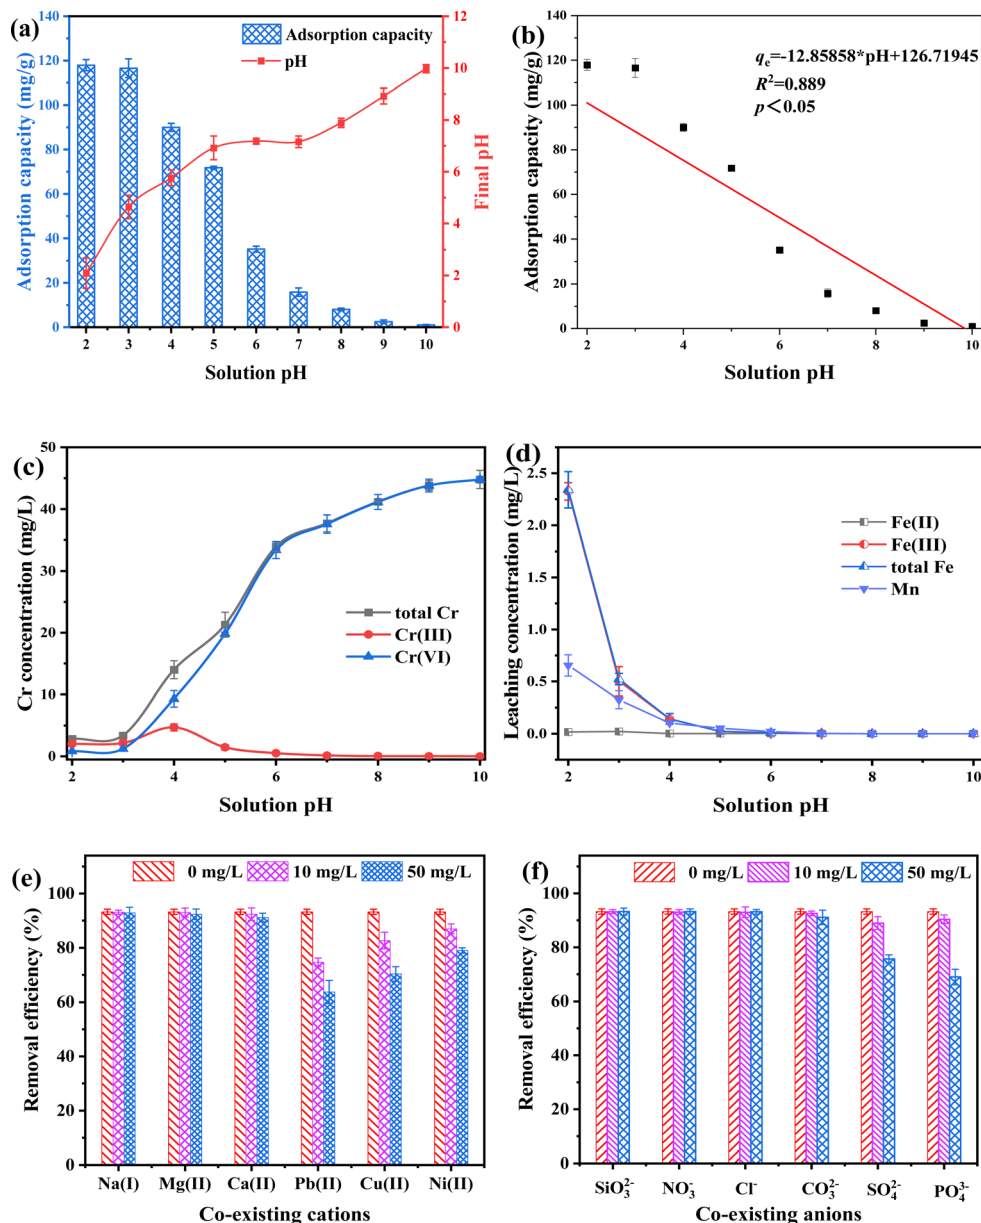 (a)
Adsorption capacity
pH
Adsorption capacity (mg/g)
140
120
100
80
60
40
20
0
12
10
8
6
4
2
0
Final pH
2 3 4 5 6 7 8 9 10
Solution pH
(b)
qₑ=-12.85858*pH+126.71945
R²=0.889
p＜0.05
Adsorption capacity (mg/g)
140
120
100
80
60
40
20
0
2 4 6 8 10
Solution pH
(c)
Cr concentration (mg/L)
50
40
30
20
10
0
total Cr
Cr(III)
Cr(VI)
2 4 6 8 10
Solution pH
(d)
Leaching concentration (mg/L)
2.5
2.0
1.5
1.0
0.5
0.0
Fe(II)
Fe(III)
total Fe
Mn
2 3 4 5 6 7 8 9 10
Solution pH
(e)
0 mg/L 10 mg/L 50 mg/L
Removal efficiency (%)
100
80
60
40
20
0
Na(I) Mg(II) Ca(II) Pb(II) Cu(II) Ni(II)
Co-existing cations
(f)
0 mg/L 10 mg/L 50 mg/L
Removal efficiency (%)
100
80
60
40
20
0
SiO₃²⁻ NO₃⁻ Cl⁻ CO₃²⁻ SO₄²⁻ PO₄³⁻
Co-existing anions